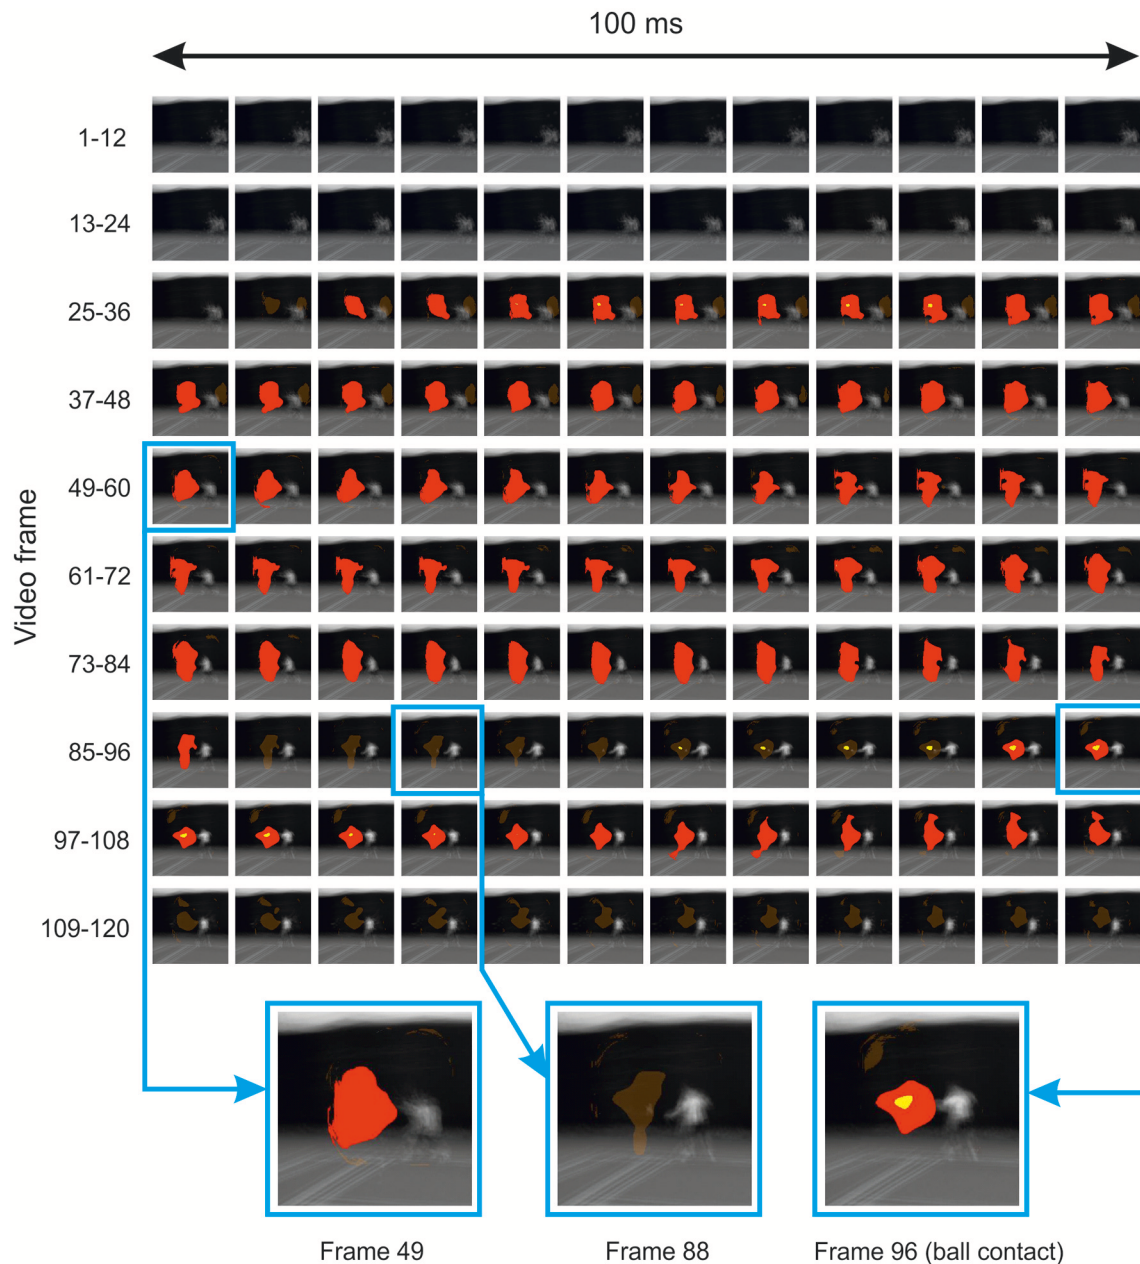 100 ms
Video frame
1-12
13-24
25-36
37-48
49-60
61-72
73-84
85-96
97-108
109-120
Frame 49
Frame 88
Frame 96 (ball contact)